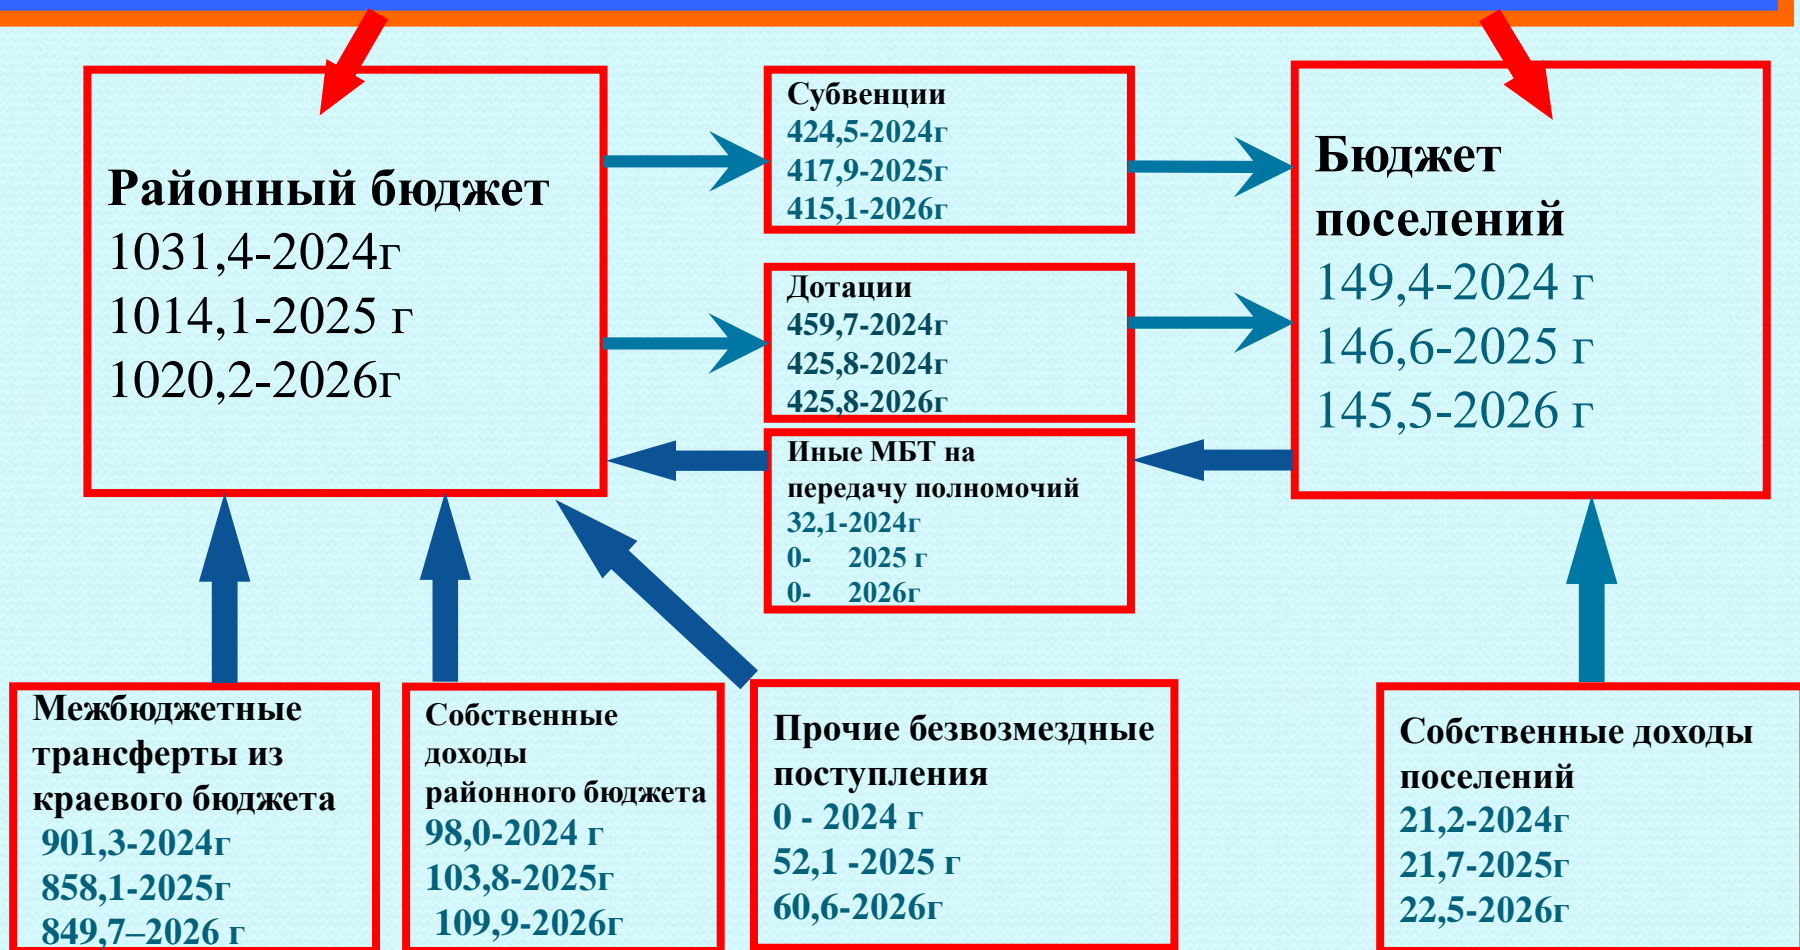 Районный бюджет
1031,4-2024г
1014,1-2025 г
1020,2-2026г
Субвенции
424,5-2024г
417,9-2025г
415,1-2026г
Дотации
459,7-2024г
425,8-2024г
425,8-2026г
Иные МБТ на
передачу полномочий
32,1-2024г
0- 2025 г
0- 2026г
Бюджет
поселений
149,4-2024 г
146,6-2025 г
145,5-2026 г
Межбюджетные
трансферты из
краевого бюджета
901,3-2024г
858,1-2025г
849,7–2026 г
Собственные
доходы
районного бюджета
98,0-2024 г
103,8-2025г
109,9-2026г
Прочие безвозмездные
поступления
0 - 2024 г
52,1 -2025 г
60,6-2026г
Собственные доходы
поселений
21,2-2024г
21,7-2025г
22,5-2026г